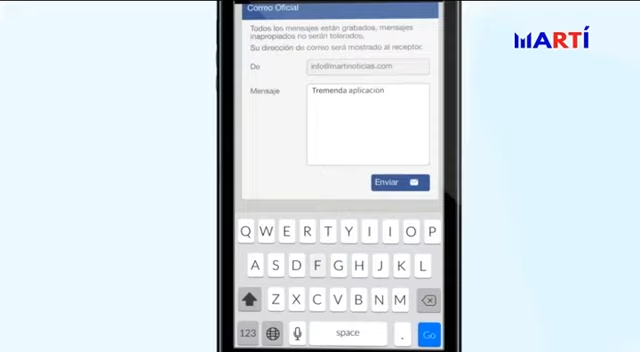 Correo Oficial
MARTÍ
Todos los mensajes están grabados, mensajes
inapropiados no serán tolerados.
Su dirección de correo será mostrado al receptor.
De
info@martinoticias.com
Mensaje
Tremenda aplicacion
Enviar
Q W E R T Y I I O P
A S D F G H J K L
Z X C V B N M
123 space . Go